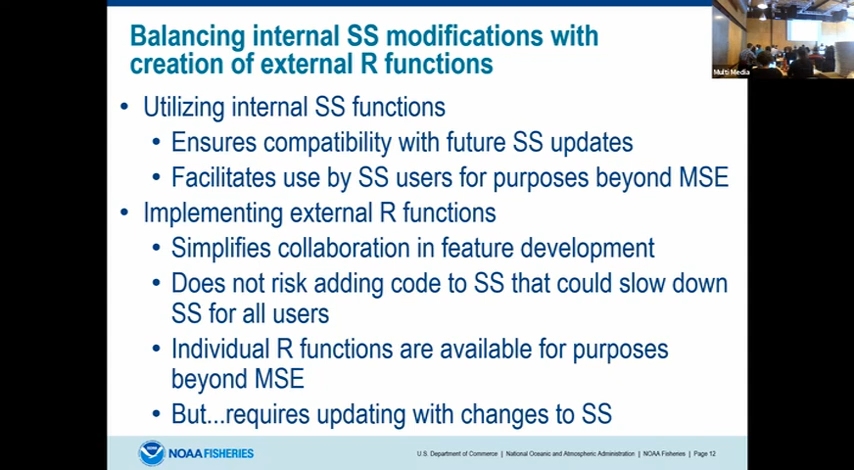 Balancing internal SS modifications with
creation of external R functions
Multi Media
• Utilizing internal SS functions
• Ensures compatibility with future SS updates
• Facilitates use by SS users for purposes beyond MSE
• Implementing external R functions
• Simplifies collaboration in feature development
• Does not risk adding code to SS that could slow down
SS for all users
• Individual R functions are available for purposes
beyond MSE
• But...requires updating with changes to SS
NOAA FISHERIES
U.S. Department of Commerce | National Oceanic and Atmospheric Administration | NOAA Fisheries | Page 12